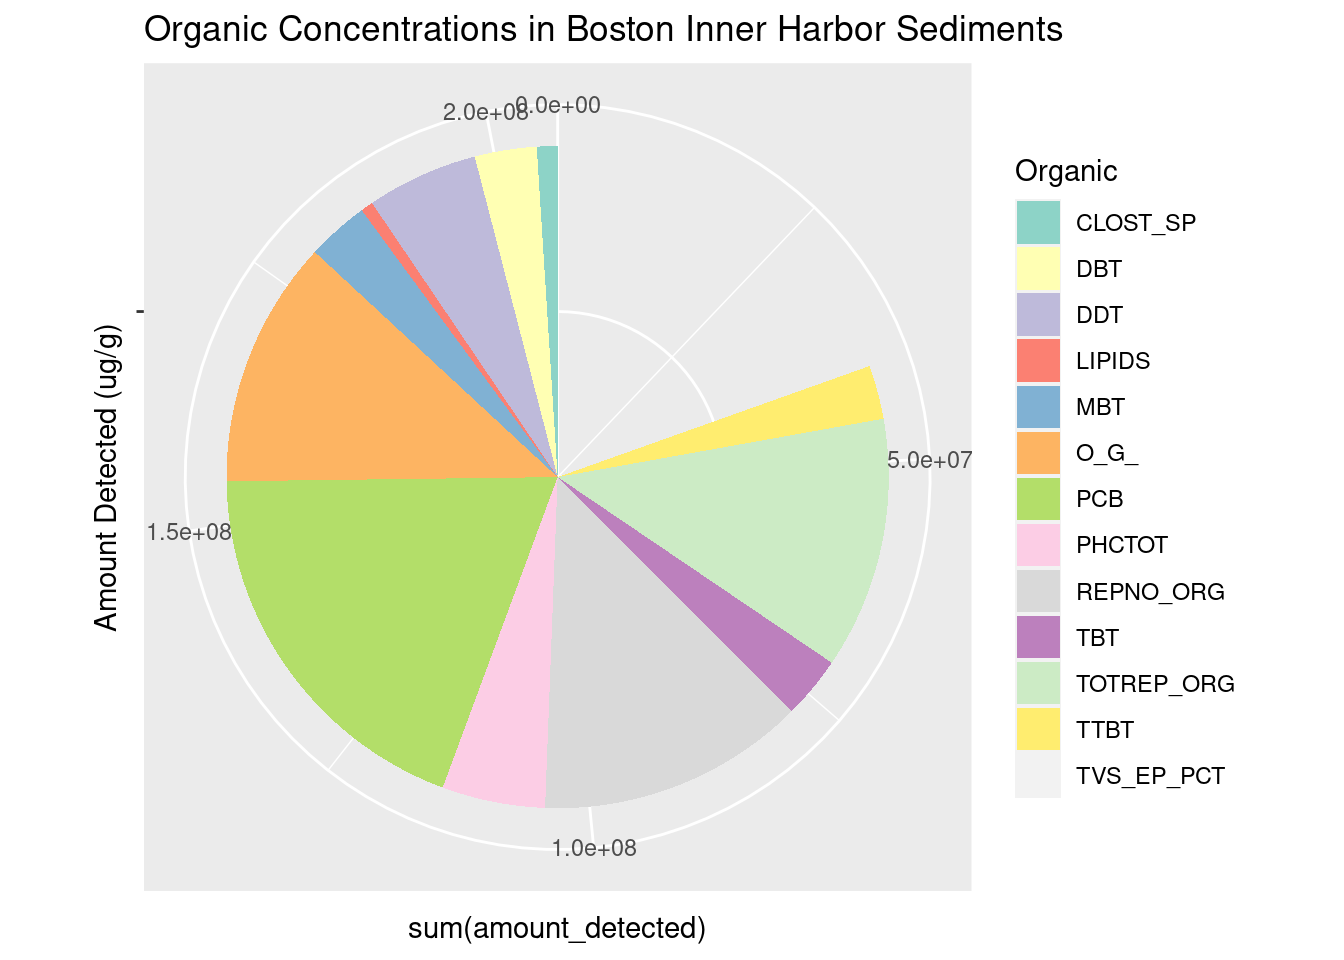 Organic Concentrations in Boston Inner Harbor Sediments
2.0e+08
0.0e+00
5.0e+07
1.5e+08
1.0e+08
Amount Detected (ug/g)
sum(amount_detected)
Organic
CLOST_SP
DBT
DDT
LIPIDS
MBT
O_G_
PCB
PHCTOT
REPNO_ORG
TBT
TOTREP_ORG
TTBT
TVS_EP_PCT